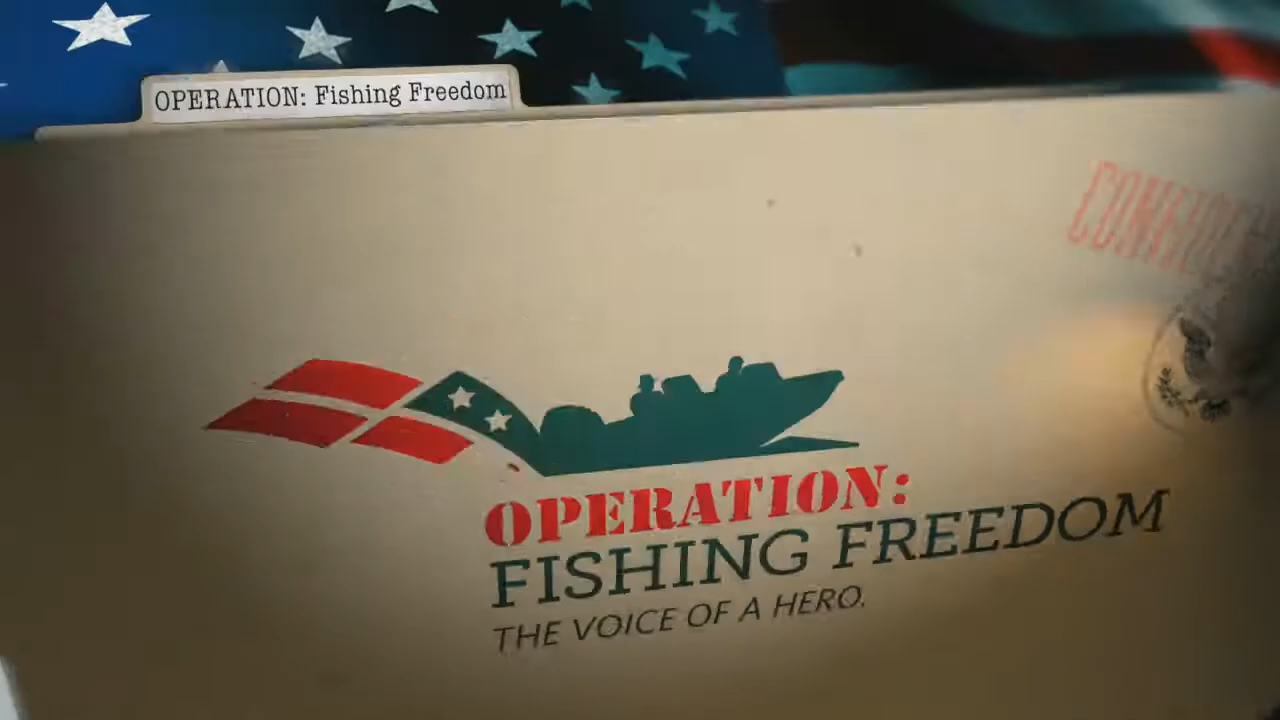 OPERATION: Fishing Freedom
OPERATION:
FISHING FREEDOM
THE VOICE OF A HERO.